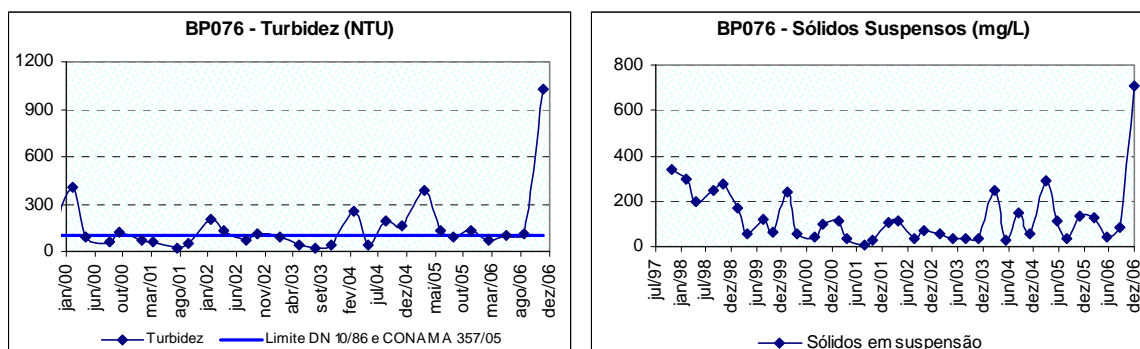 BP076 - Turbidez (NTU)
1200
900
600
300
0
jan/00
jun/00
out/00
mar/01
ago/01
jan/02
jun/02
nov/02
abr/03
set/03
fev/04
jul/04
dez/04
mai/05
out/05
mar/06
ago/06
dez/06
Turbidez
Limite DN 10/86 e CONAMA 357/05
BP076 - Sólidos Suspensos (mg/L)
800
600
400
200
0
jul/97
jan/98
jul/98
dez/98
jun/99
dez/99
jun/00
dez/00
jun/01
dez/01
jun/02
dez/02
jun/03
dez/03
jun/04
dez/04
jun/05
dez/05
jun/06
dez/06
Sólidos em suspensão